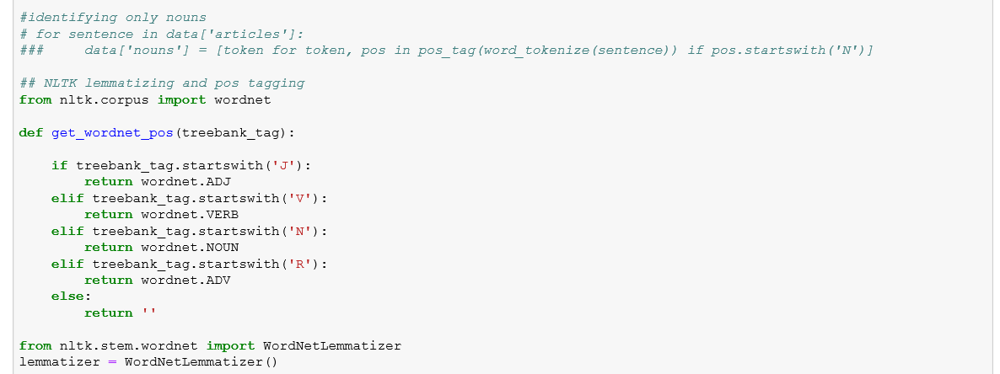 #identifying only nouns
# for sentence in data['articles']:
###     data['nouns'] = [token for token, pos in pos_tag(word_tokenize(sentence)) if pos.startswith('N')]

## NLTK lemmatizing and pos tagging
from nltk.corpus import wordnet

def get_wordnet_pos(treebank_tag):

    if treebank_tag.startswith('J'):
        return wordnet.ADJ
    elif treebank_tag.startswith('V'):
        return wordnet.VERB
    elif treebank_tag.startswith('N'):
        return wordnet.NOUN
    elif treebank_tag.startswith('R'):
        return wordnet.ADV
    else:
        return ''

from nltk.stem.wordnet import WordNetLemmatizer
lemmatizer = WordNetLemmatizer()